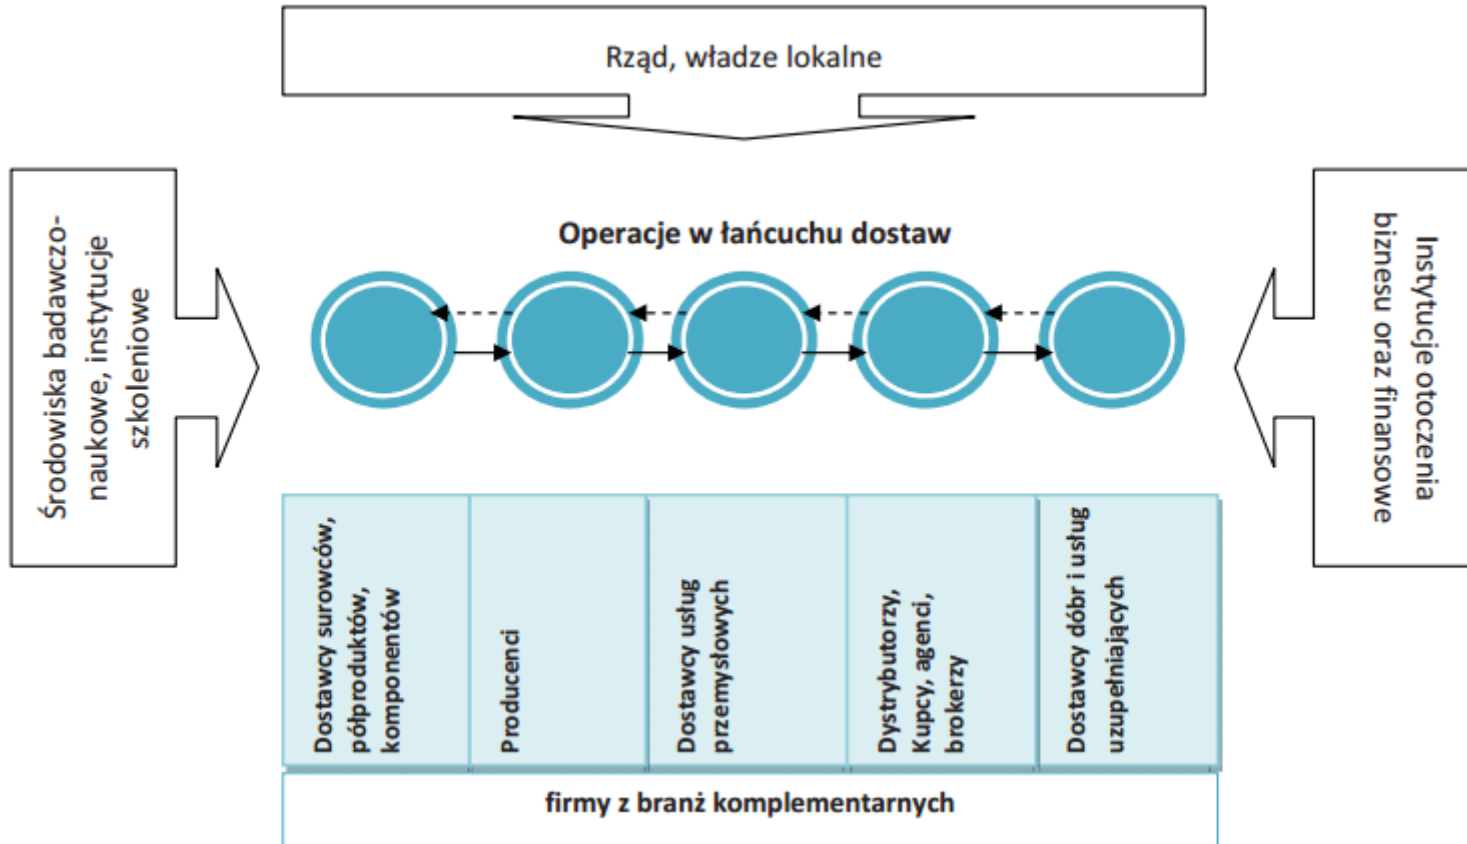 Rząd, władze lokalne
Środowiska badawczo-
naukowe, instytucje
szkoleniowe
Operacje w łańcuchu dostaw
Instytucje otoczenia
biznesu oraz finansowe
Dostawcy surowców,
półproduktów,
komponentów
Producenci
Dostawcy usług
przemysłowych
Dystrybutorzy,
Kupcy, agenci,
brokerzy
Dostawcy dóbr i usług
uzupełniających
firmy z branż komplementarnych